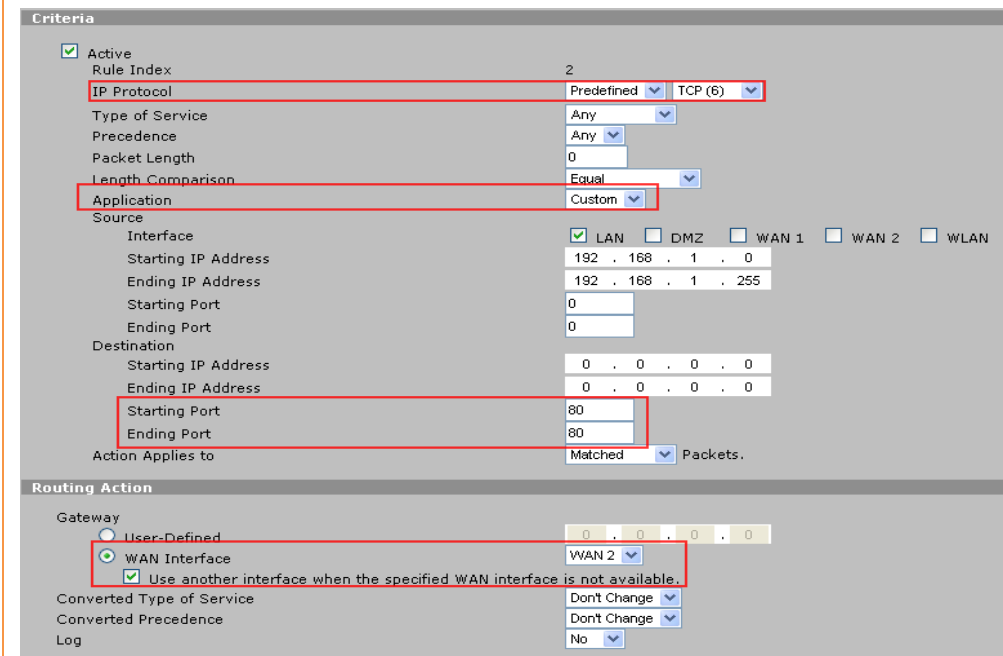 Criteria
Active
Rule Index 2
IP Protocol Predefined TCP (6)
Type of Service Any
Precedence Any
Packet Length 0
Length Comparison Equal
Application Custom
Source
Interface LAN DMZ WAN 1 WAN 2 WLAN
Starting IP Address 192 . 168 . 1 . 0
Ending IP Address 192 . 168 . 1 . 255
Starting Port 0
Ending Port 0
Destination
Starting IP Address 0 . 0 . 0 . 0
Ending IP Address 0 . 0 . 0 . 0
Starting Port 80
Ending Port 80
Action Applies to Matched Packets.
Routing Action
Gateway
User-Defined 0 . 0 . 0 . 0
WAN Interface WAN 2
Use another interface when the specified WAN interface is not available.
Converted Type of Service Don't Change
Converted Precedence Don't Change
Log No